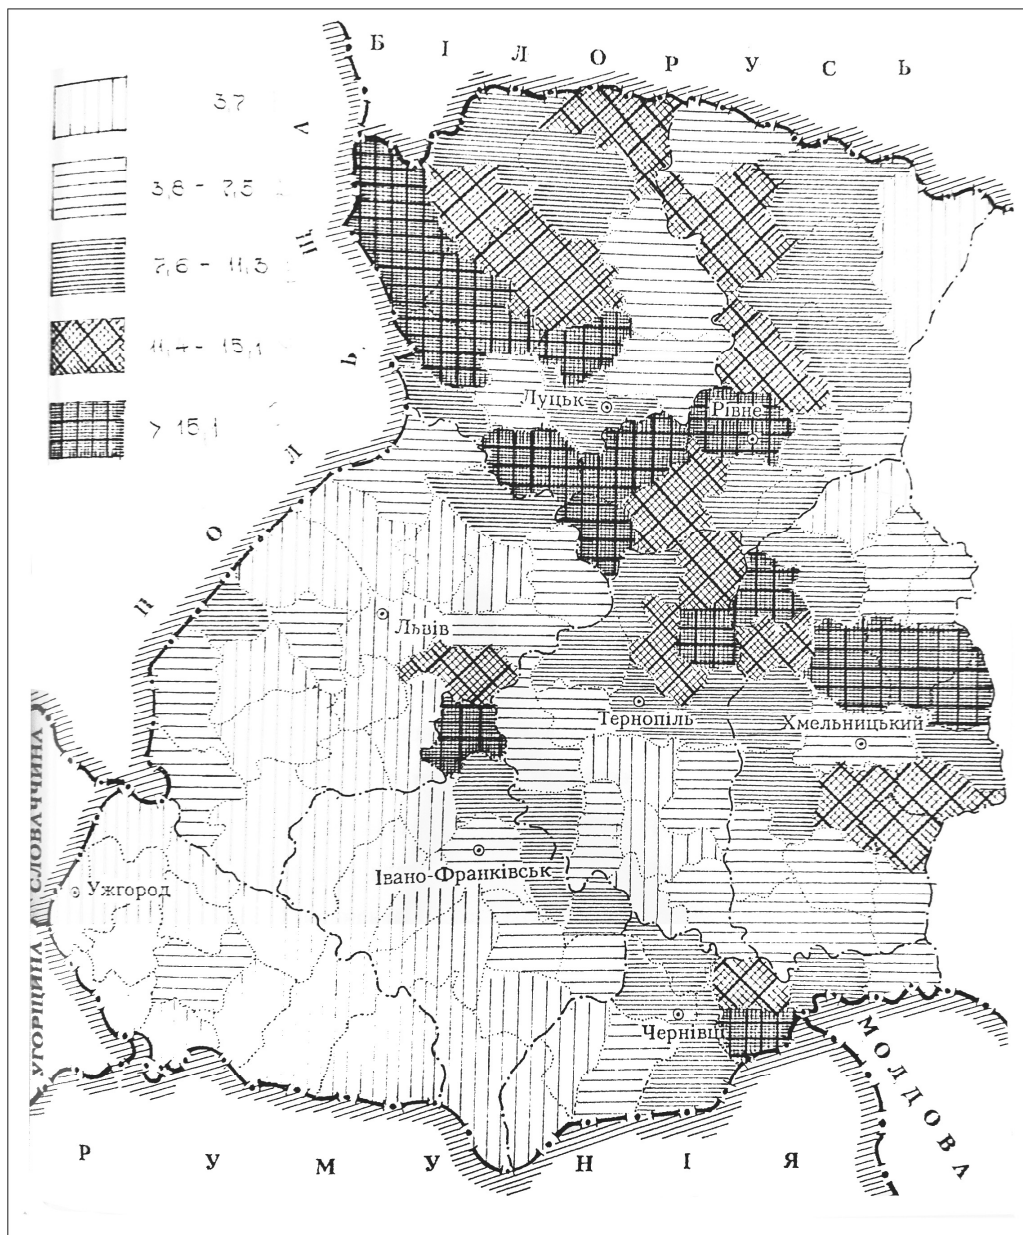 БІЛОРУСЬ
3,7
3,8 - 7,5
7,6 - 11,3
11,4 - 15,1
> 15,1
ПОЛЬЩА
Луцьк
Рівне
Львів
Тернопіль
Хмельницький
СЛОВАЧЧИНА
Івано-Франківськ
Ужгород
УГОРЩИНА
Чернівці
МОЛДОВА
РУМУНІЯ